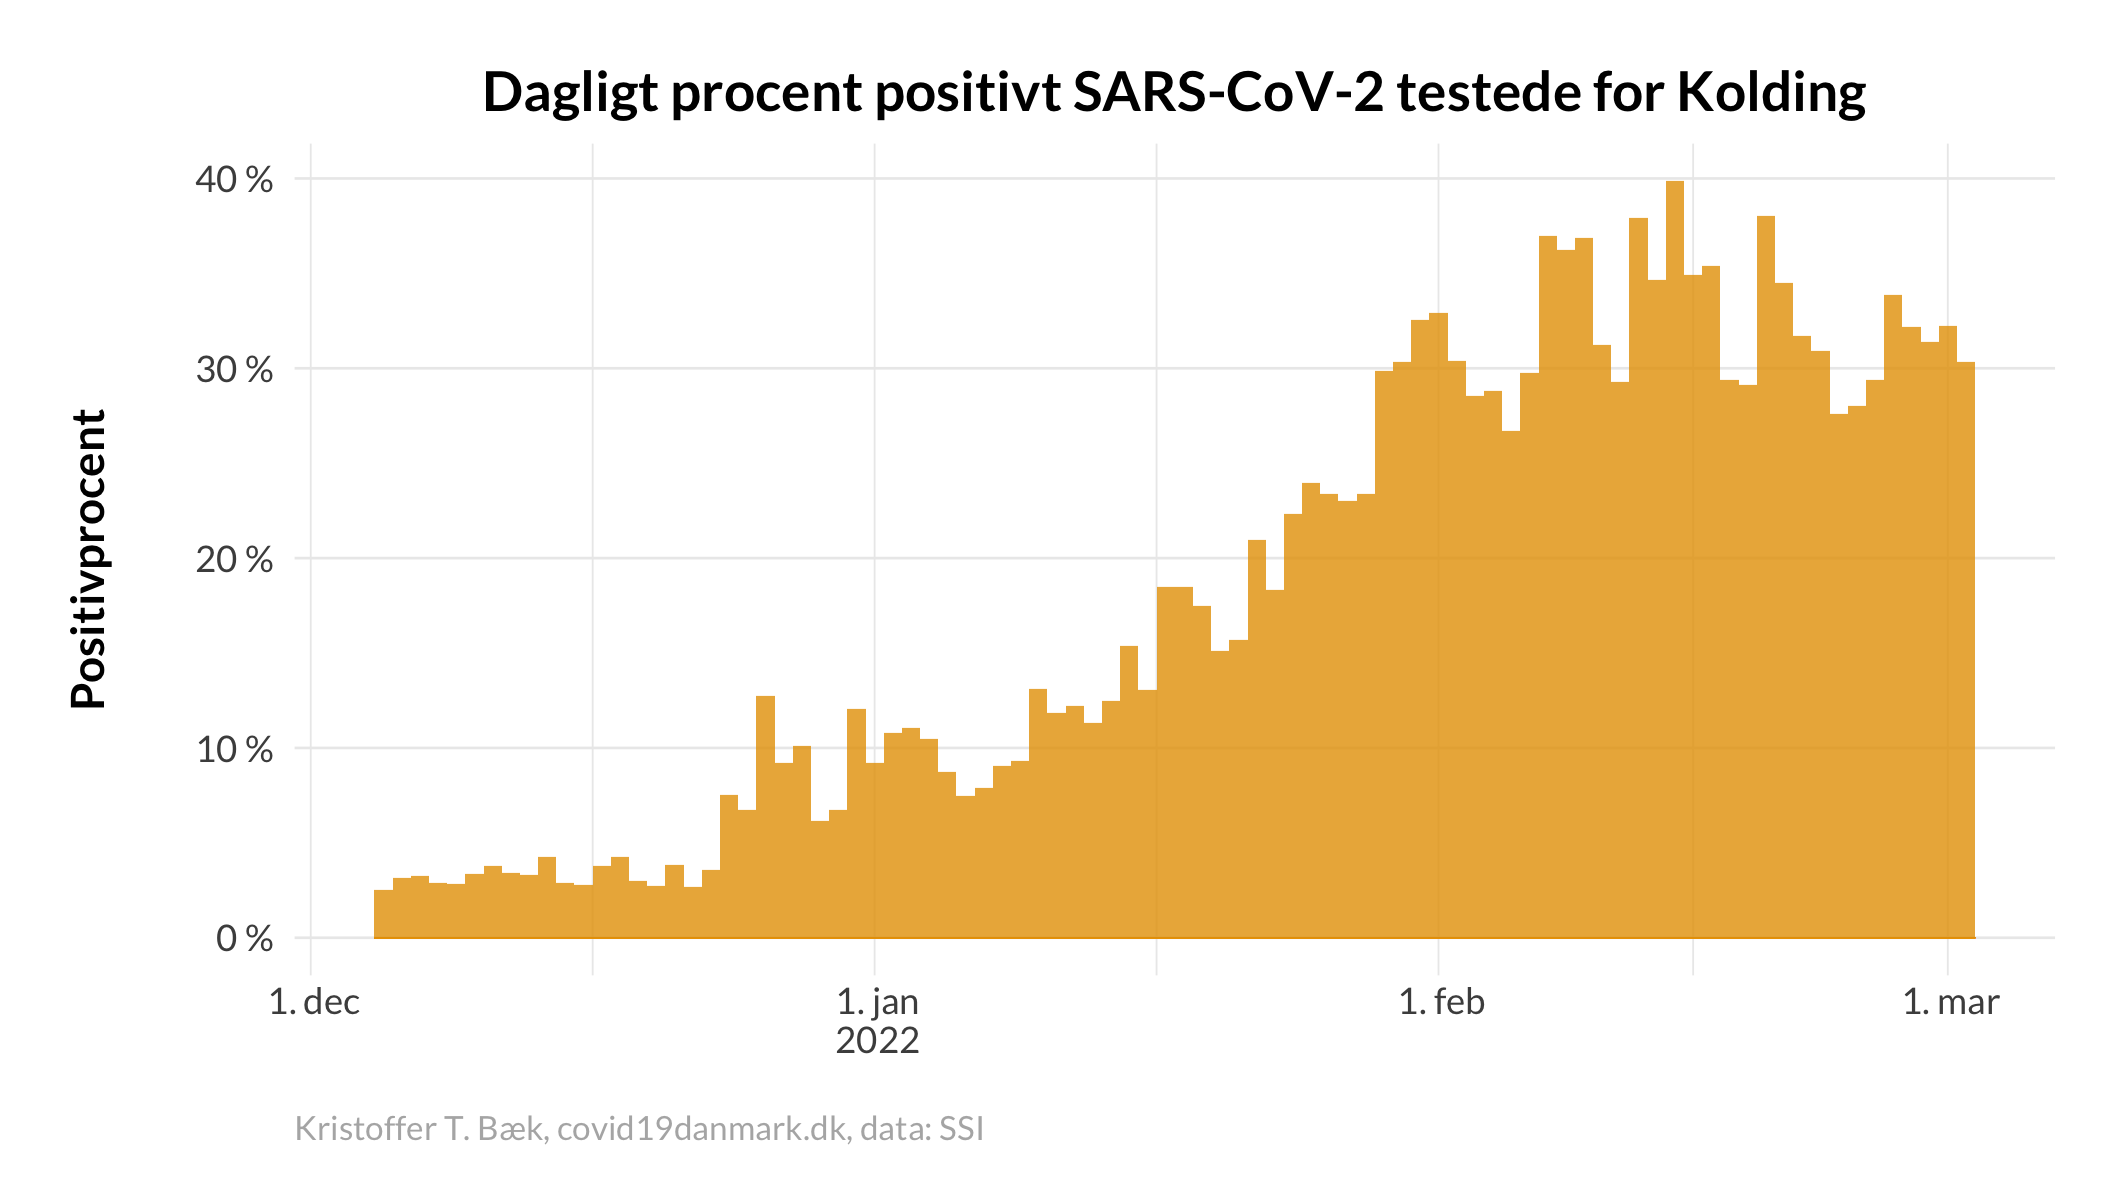 Dagligt procent positivt SARS-CoV-2 testede for Kolding
Positivprocent
40 %
30 %
20 %
10 %
0 %
1. dec
1. jan
2022
1. feb
1. mar
Kristoffer T. Bæk, covid19danmark.dk, data: SSI